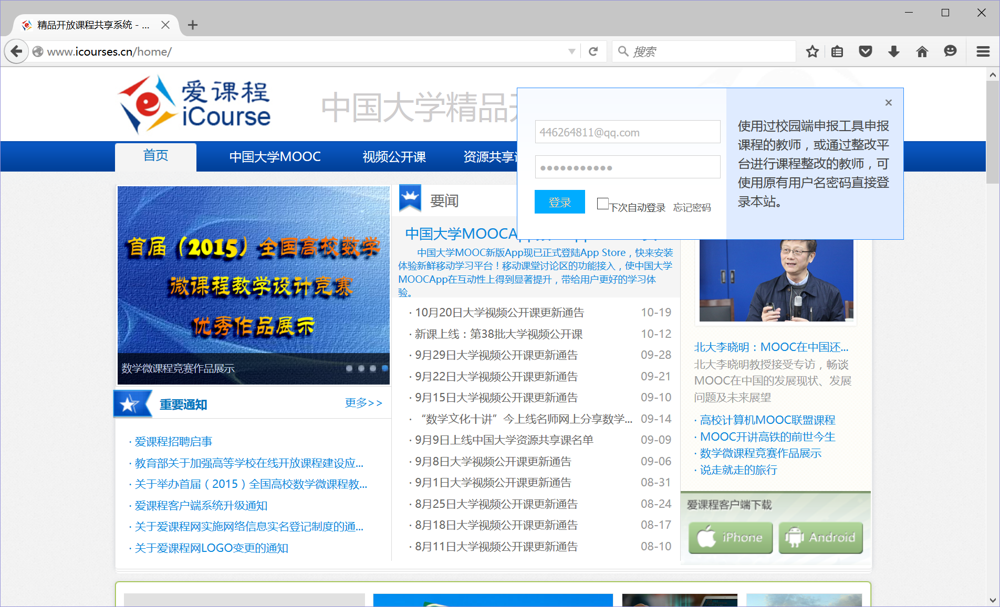 精品开放课程共享系统 - ...
www.icourses.cn/home/
搜索
爱课程
iCourse
中国大学精品
446264811@qq.com
●●●●●●●●●●●
登录
下次自动登录
忘记密码
使用过校园端申报工具申报
课程的教师，或通过整改平
台进行课程整改的教师，可
使用原有用户名密码直接登
录本站。
首页
中国大学MOOC
视频公开课
资源共享
首届（2015）全国高校数学
微课程教学设计竞赛
优秀作品展示
数学微课程竞赛作品展示
重要通知
更多>>
· 爱课程招聘启事
· 教育部关于加强高等学校在线开放课程建设应...
· 关于举办首届（2015）全国高校数学微课程教...
· 爱课程客户端系统升级通知
· 关于爱课程网实施网络信息实名登记制度的通...
· 关于爱课程网LOGO变更的通知
要闻
中国大学MOOCA
中国大学MOOC新版App现已正式登陆App Store，快来安装
体验新鲜移动学习平台！移动课堂讨论区的功能接入，使中国大学
MOOCApp在互动性上得到显著提升，带给用户更好的学习体
验。
· 10月20日大学视频公开课更新通告 10-19
· 新课上线：第38批大学视频公开课 10-12
· 9月29日大学视频公开课更新通告 09-28
· 9月22日大学视频公开课更新通告 09-21
· 9月15日大学视频公开课更新通告 09-10
· “数学文化十讲”今上线名师网上分享数学... 09-14
· 9月9日上线中国大学资源共享课名单 09-09
· 9月8日大学视频公开课更新通告 09-06
· 9月1日大学视频公开课更新通告 08-31
· 8月25日大学视频公开课更新通告 08-24
· 8月18日大学视频公开课更新通告 08-17
· 8月11日大学视频公开课更新通告 08-10
北大李晓明：MOOC在中国还...
北大李晓明教授接受专访，畅谈
MOOC在中国的发展现状、发展
问题及未来展望
· 高校计算机MOOC联盟课程
· MOOC开讲高铁的前世今生
· 数学微课程竞赛作品展示
· 说走就走的旅行
爱课程客户端下载
iPhone
Android